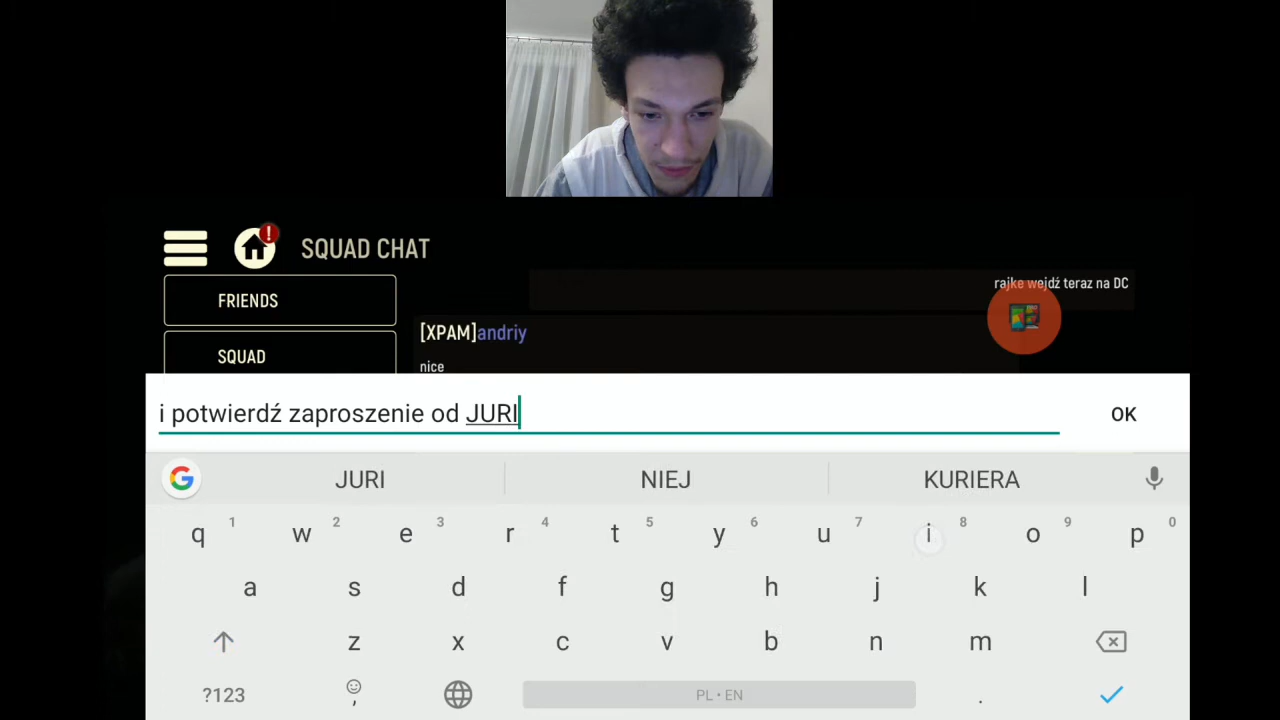 SQUAD CHAT
FRIENDS
rajke wejdź teraz na DC
[XPAM]andriy
SQUAD
nice
i potwierdź zaproszenie od JURI
OK
JURI NIEJ KURIERA
q 1 w 2 e 3 r 4 t 5 y 6 u 7 i 8 o 9 p 0
a s d f g h j k l
z x c v b n m
?123 , PL • EN .